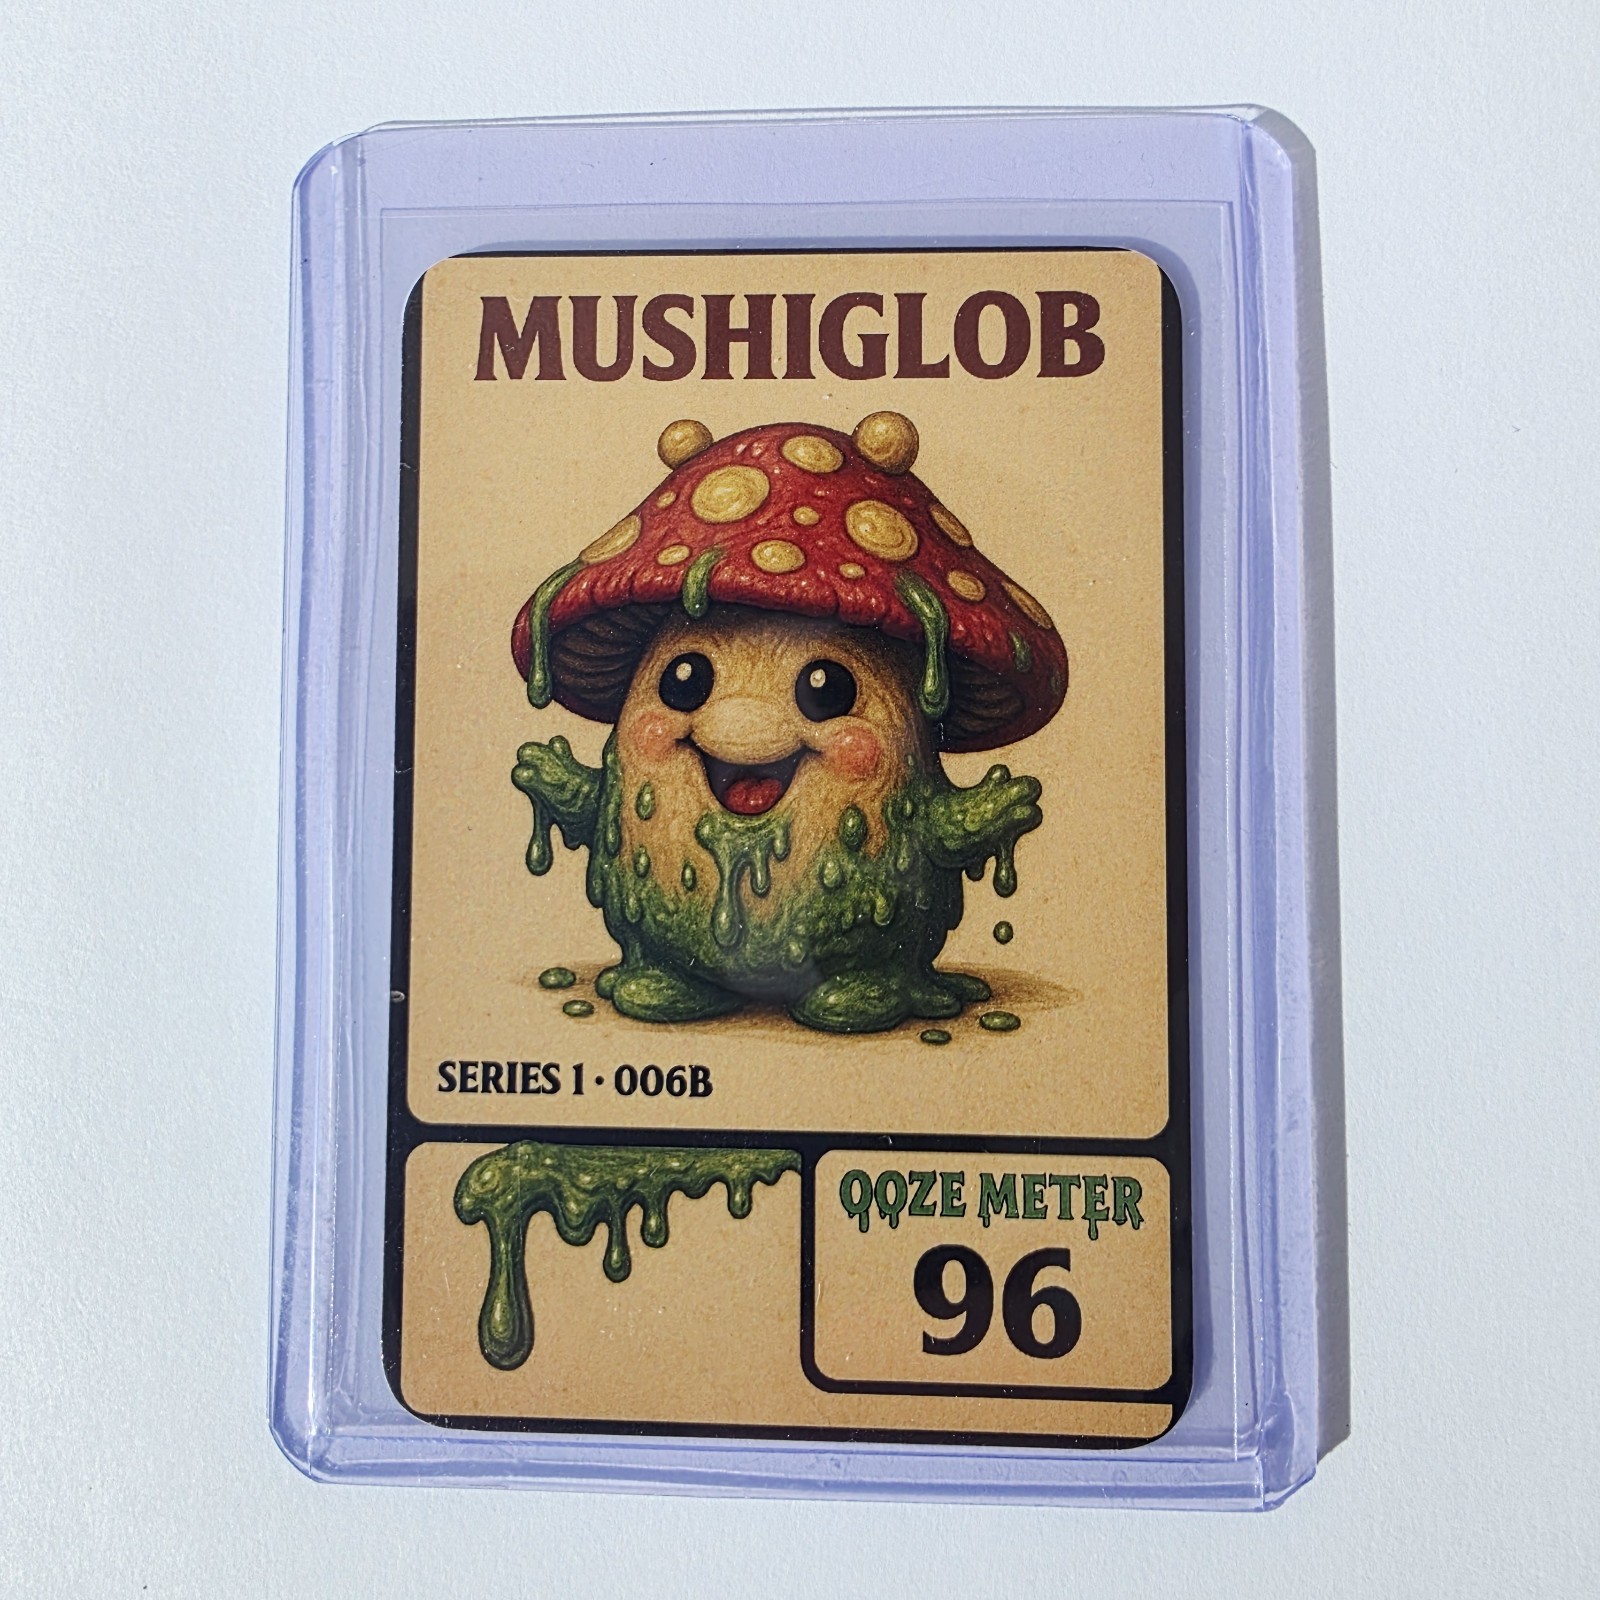 MUSHIGLOB
SERIES 1 · 006B
OOZE METER
96